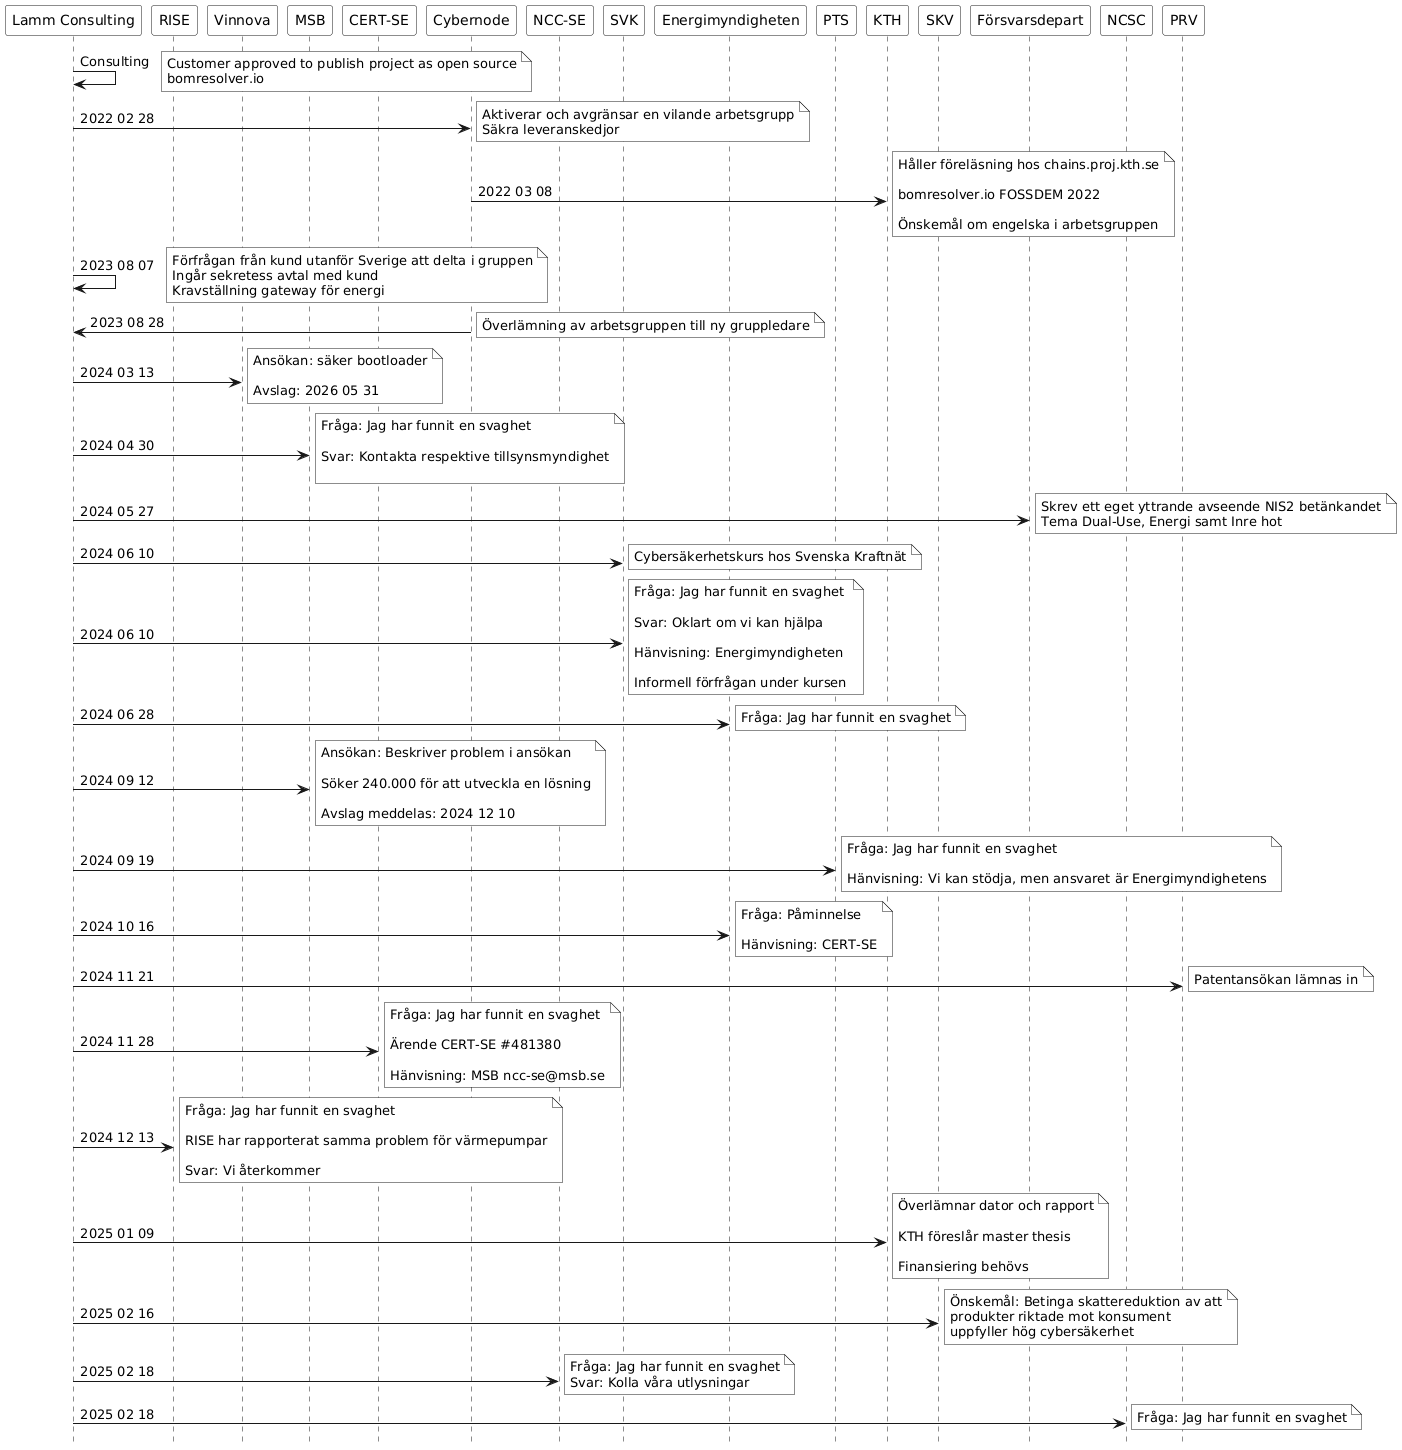 Lamm Consulting
RISE
Vinnova
MSB
CERT-SE
Cybernode
NCC-SE
SVK
Energimyndigheten
PTS
KTH
SKV
Försvarsdepart
NCSC
PRV
Consulting
Customer approved to publish project as open source
bomresolver.io
2022 02 28
Aktiverar och avgränsar en vilande arbetsgrupp
Säkra leveranskedjor
2022 03 08
Håller föreläsning hos chains.proj.kth.se
bomresolver.io FOSSDEM 2022
Önskemål om engelska i arbetsgruppen
2023 08 07
Förfrågan från kund utanför Sverige att delta i gruppen
Ingår sekretess avtal med kund
Kravställning gateway för energi
2023 08 28
Överlämning av arbetsgruppen till ny gruppledare
2024 03 13
Ansökan: säker bootloader
Avslag: 2026 05 31
2024 04 30
Fråga: Jag har funnit en svaghet
Svar: Kontakta respektive tillsynsmyndighet
2024 05 27
Skrev ett eget yttrande avseende NIS2 betänkandet
Tema Dual-Use, Energi samt Inre hot
2024 06 10
Cybersäkerhetskurs hos Svenska Kraftnät
2024 06 10
Fråga: Jag har funnit en svaghet
Svar: Oklart om vi kan hjälpa
Hänvisning: Energimyndigheten
Informell förfrågan under kursen
2024 06 28
Fråga: Jag har funnit en svaghet
2024 09 12
Ansökan: Beskriver problem i ansökan
Söker 240.000 för att utveckla en lösning
Avslag meddelas: 2024 12 10
2024 09 19
Fråga: Jag har funnit en svaghet
Hänvisning: Vi kan stödja, men ansvaret är Energimyndighetens
2024 10 16
Fråga: Påminnelse
Hänvisning: CERT-SE
2024 11 21
Patentansökan lämnas in
2024 11 28
Fråga: Jag har funnit en svaghet
Ärende CERT-SE #481380
Hänvisning: MSB ncc-se@msb.se
2024 12 13
Fråga: Jag har funnit en svaghet
RISE har rapporterat samma problem för värmepumpar
Svar: Vi återkommer
2025 01 09
Överlämnar dator och rapport
KTH föreslår master thesis
Finansiering behövs
2025 02 16
Önskemål: Betinga skattereduktion av att
produkter riktade mot konsument
uppfyller hög cybersäkerhet
2025 02 18
Fråga: Jag har funnit en svaghet
Svar: Kolla våra utlysningar
2025 02 18
Fråga: Jag har funnit en svaghet